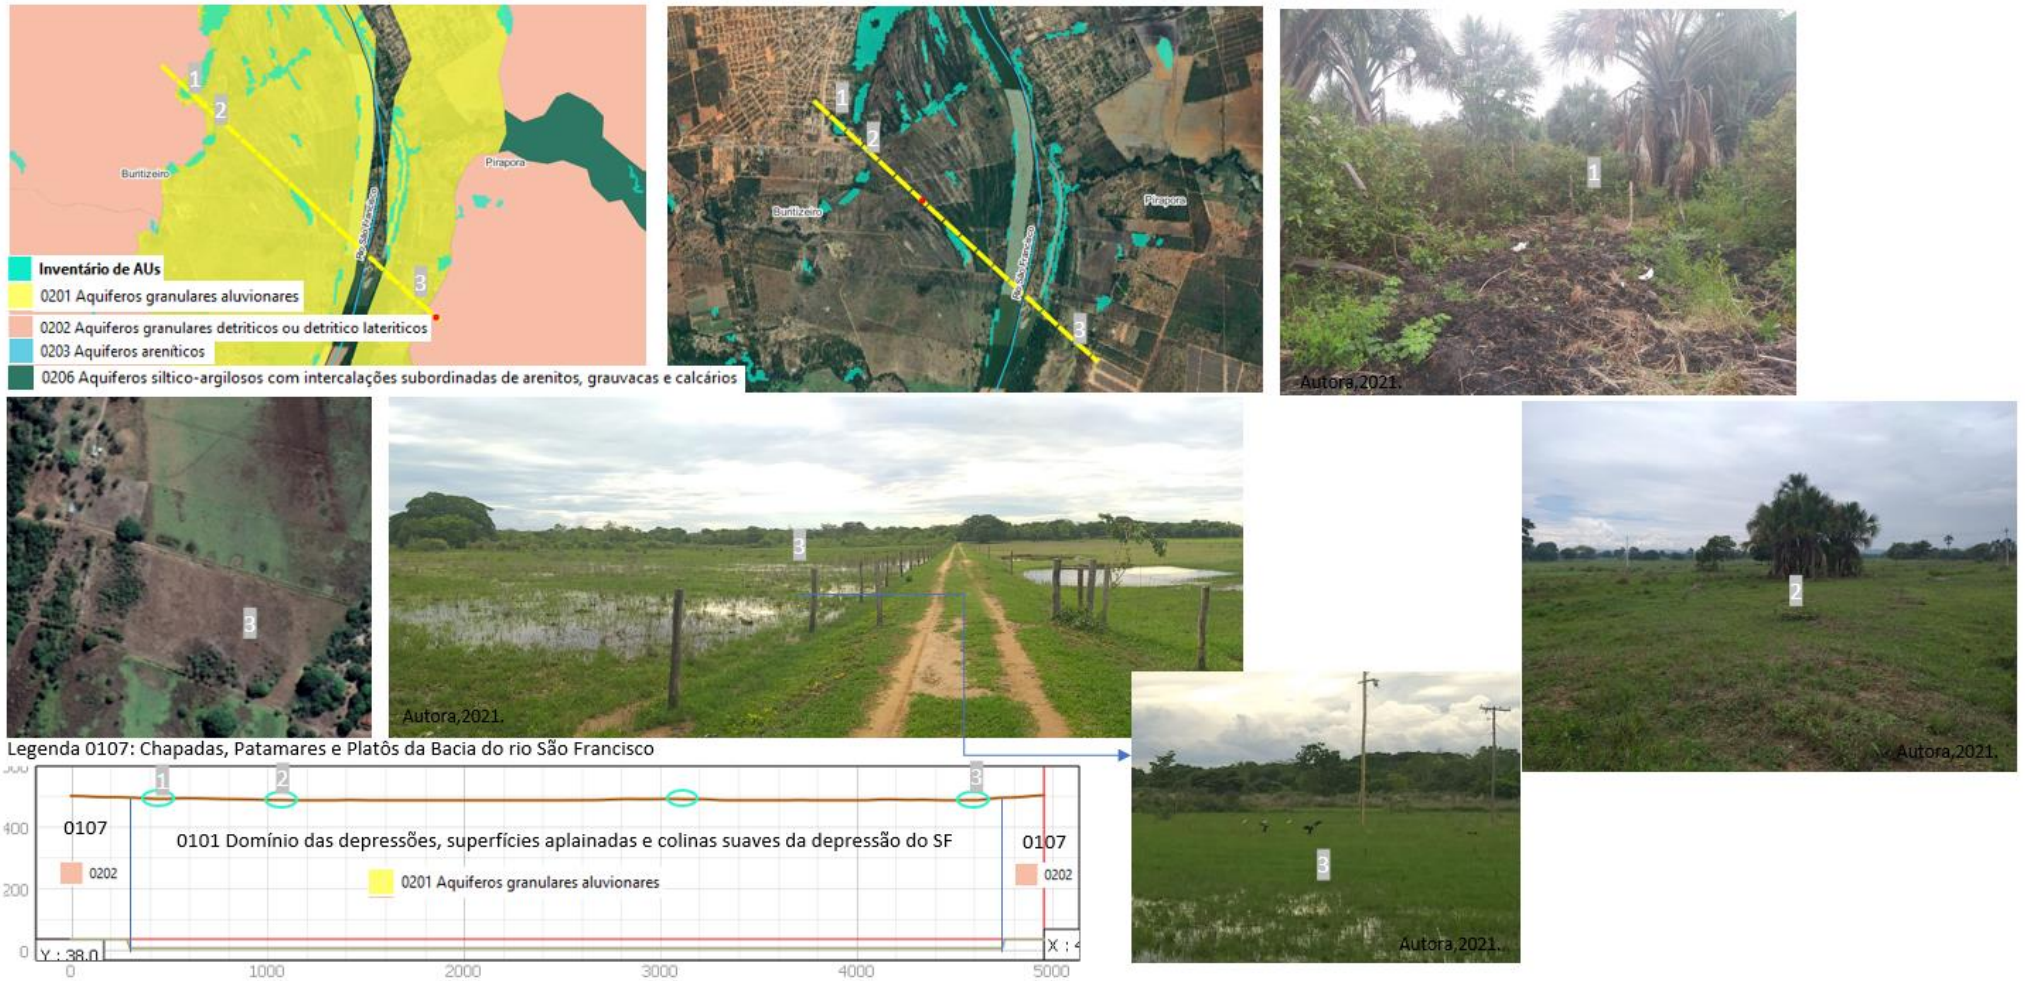 1
2
Buritizeiro
Pirapora
Rio São Francisco
3
Inventário de AUs
0201 Aquiferos granulares aluvionares
0202 Aquiferos granulares detriticos ou detritico lateriticos
0203 Aquiferos areníticos
0206 Aquiferos siltico-argilosos com intercalações subordinadas de arenitos, grauvacas e calcários
1
2
Buritizeiro
Pirapora
Rio São Francisco
3
1
Autora,2021.
3
3
Autora,2021.
2
Autora,2021.
3
Autora,2021.
Legenda 0107: Chapadas, Patamares e Platôs da Bacia do rio São Francisco
1
2
3
400
0107
0101 Domínio das depressões, superfícies aplainadas e colinas suaves da depressão do SF
0107
0202
0201 Aquiferos granulares aluvionares
0202
200
0
Y : 38.0
X : 4
0
1000
2000
3000
4000
5000